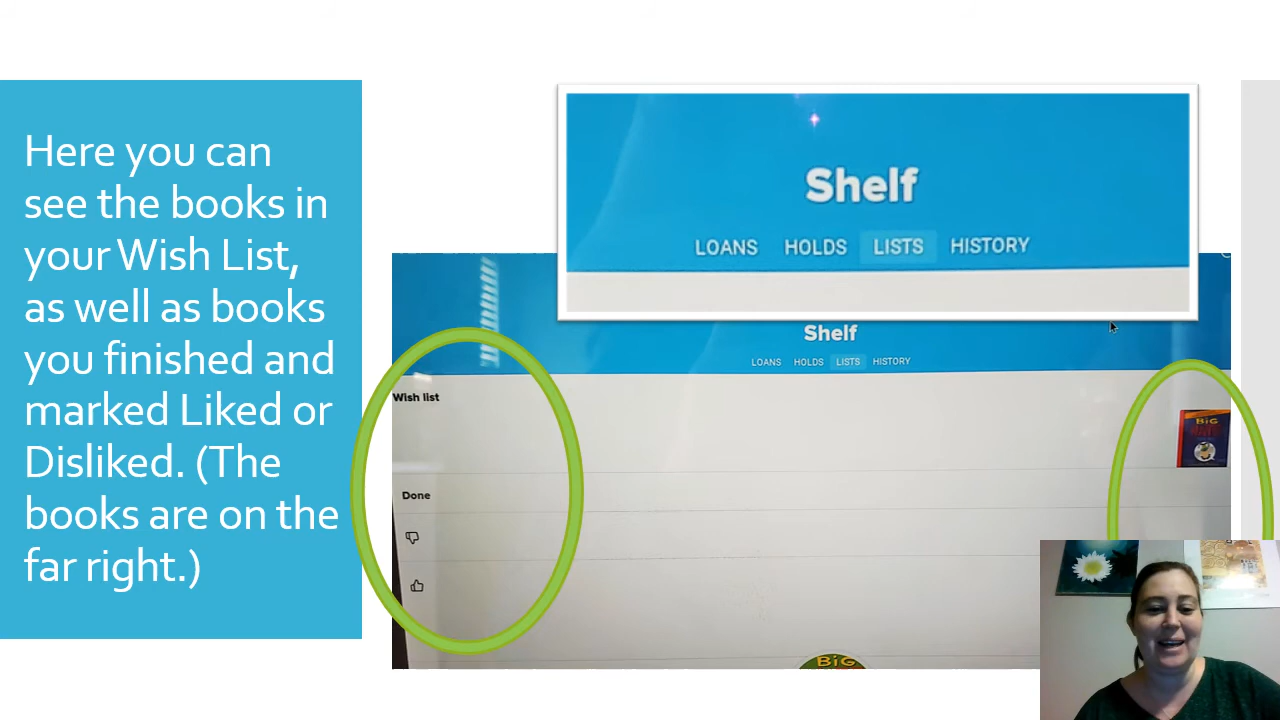 Here you can
see the books in
your Wish List,
as well as books
you finished and
marked Liked or
Disliked. (The
books are on the
far right.)
Shelf
LOANS HOLDS LISTS HISTORY
Shelf
LOANS HOLDS LISTS HISTORY
Wish list
BiG
Done
BiG